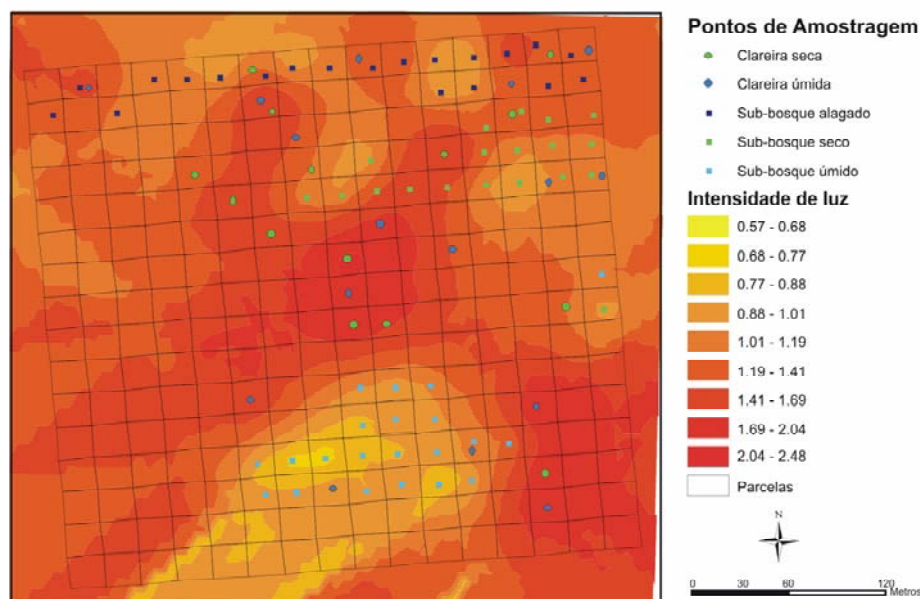 Pontos de Amostragem
Clareira seca
Clareira úmida
Sub-bosque alagado
Sub-bosque seco
Sub-bosque úmido
Intensidade de luz
0.57 - 0.68
0.68 - 0.77
0.77 - 0.88
0.88 - 1.01
1.01 - 1.19
1.19 - 1.41
1.41 - 1.69
1.69 - 2.04
2.04 - 2.48
Parcelas
N
0 30 60 120
Metros